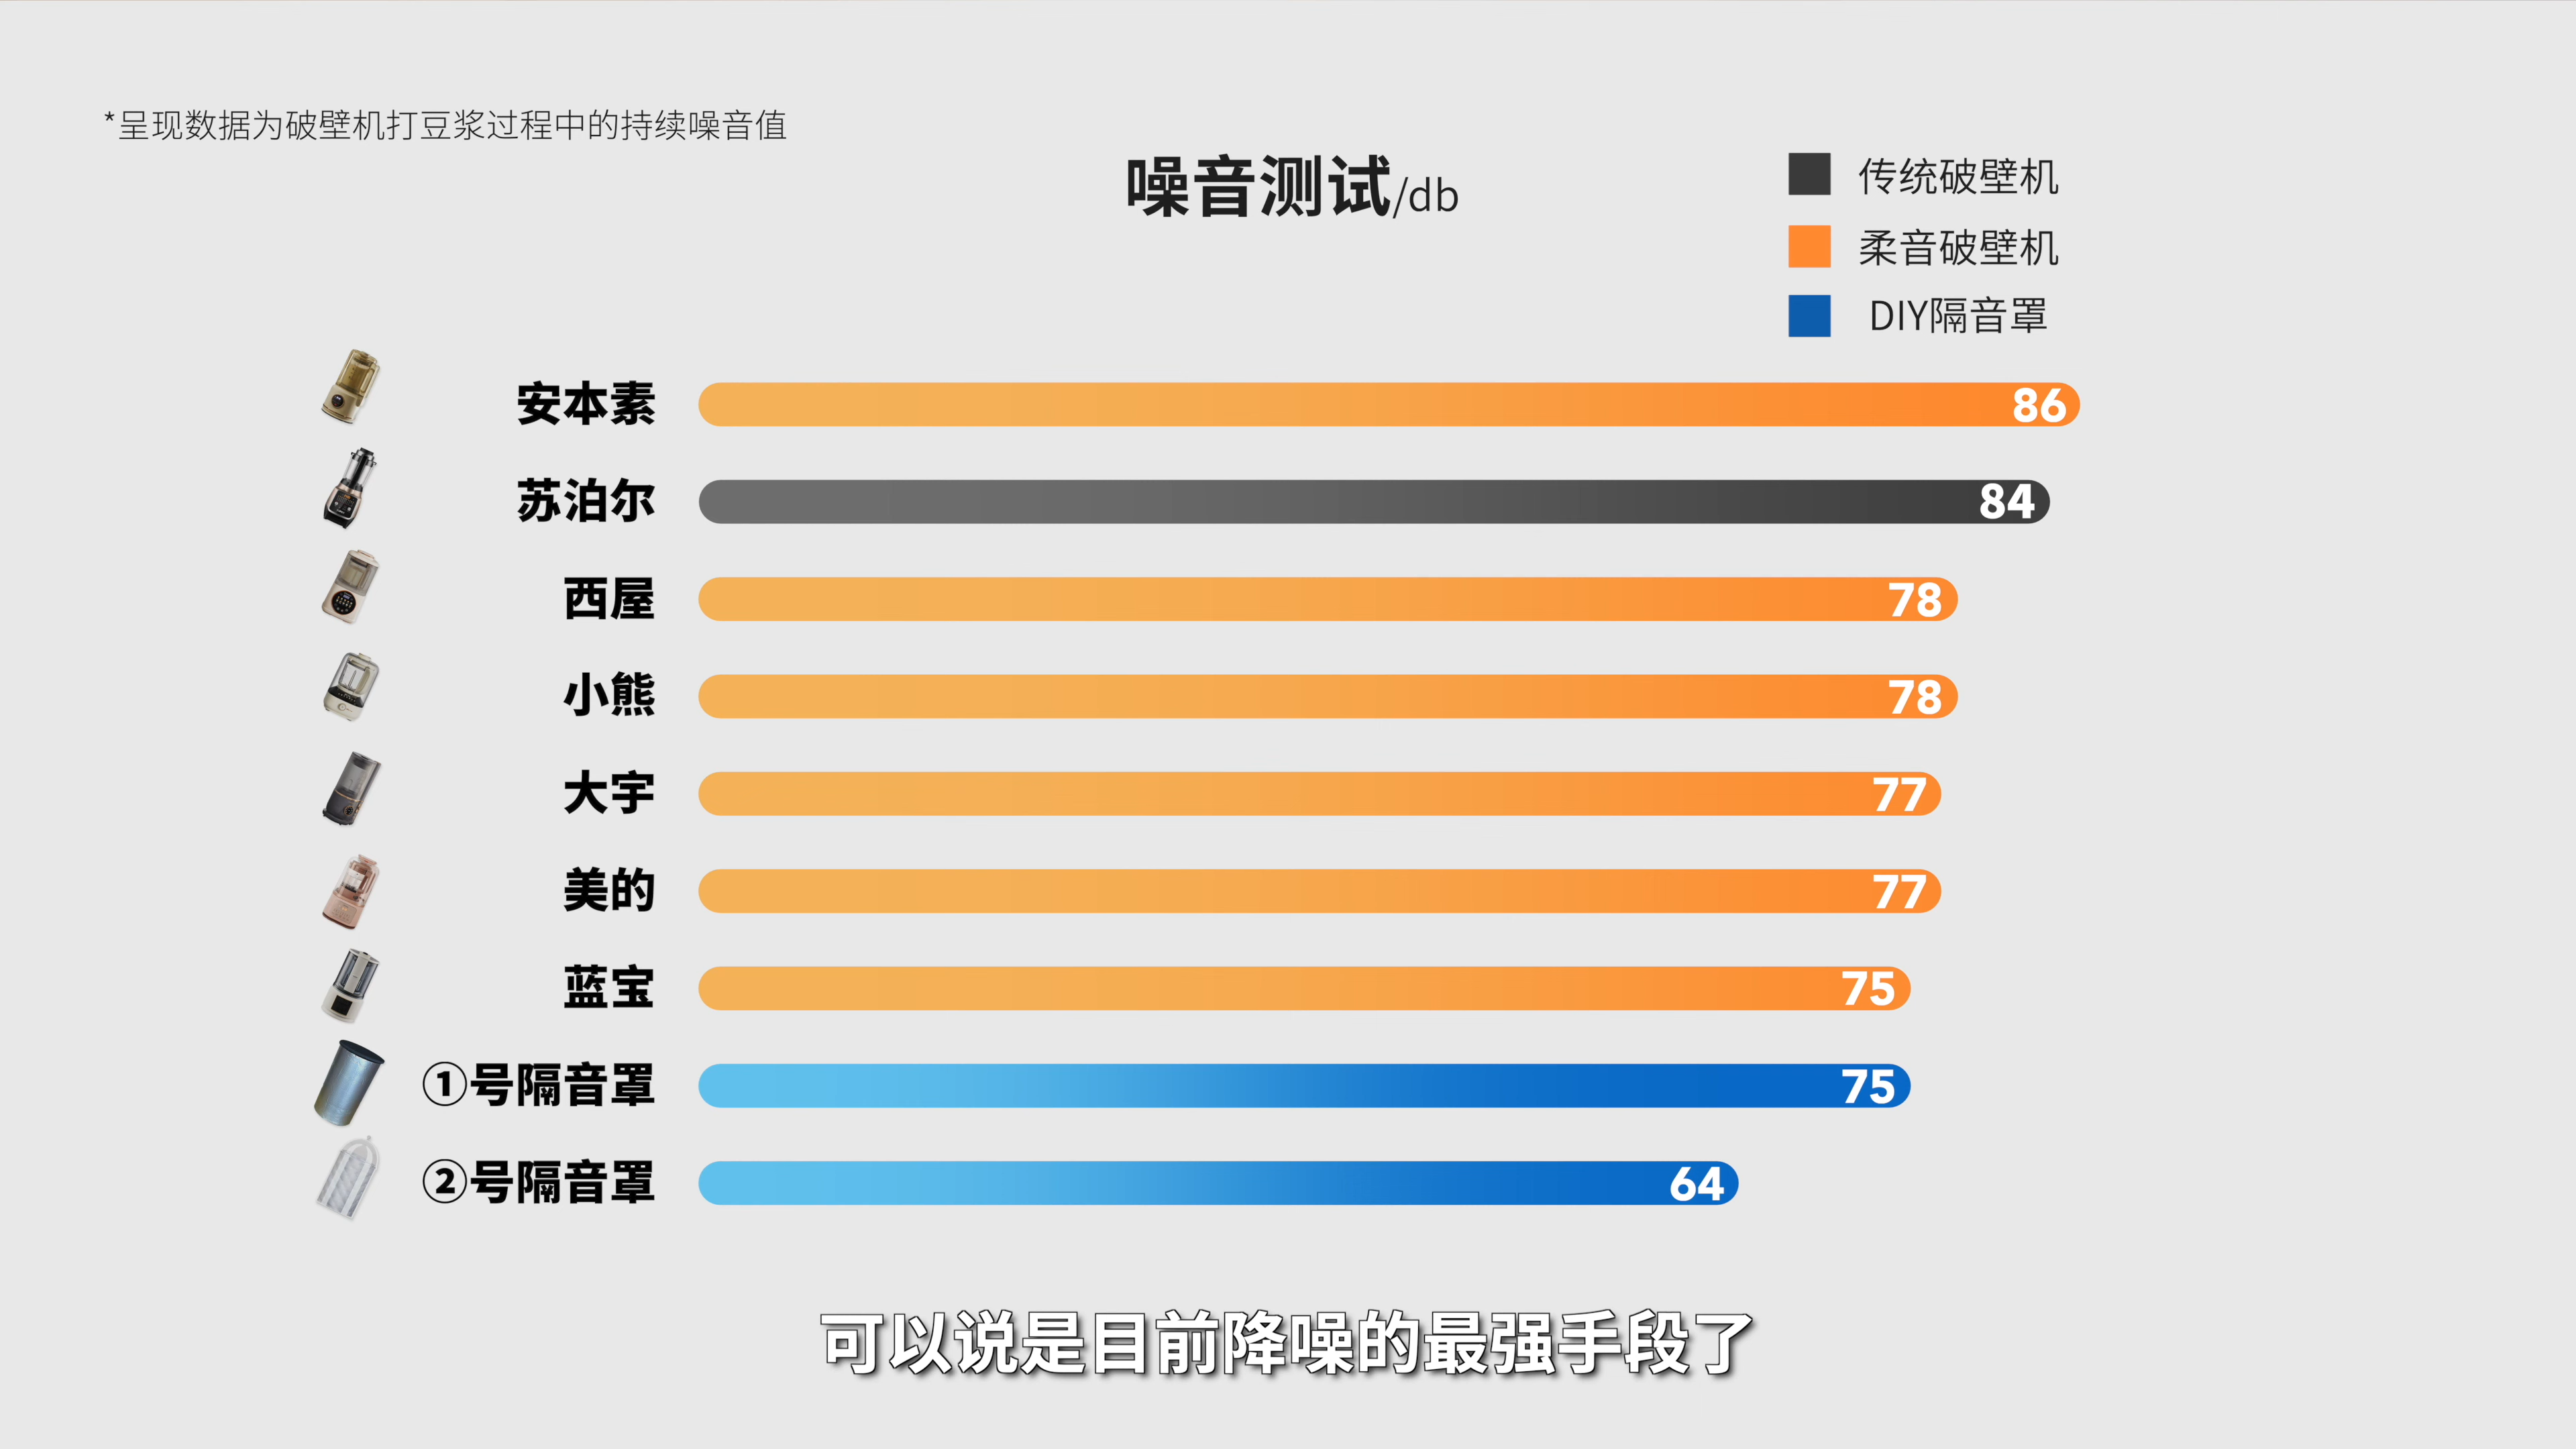 *呈现数据为破壁机打豆浆过程中的持续噪音值
噪音测试/db
传统破壁机
柔音破壁机
DIY隔音罩
安本素 86
苏泊尔 84
西屋 78
小熊 78
大宇 77
美的 77
蓝宝 75
①号隔音罩 75
②号隔音罩 64
可以说是目前降噪的最强手段了